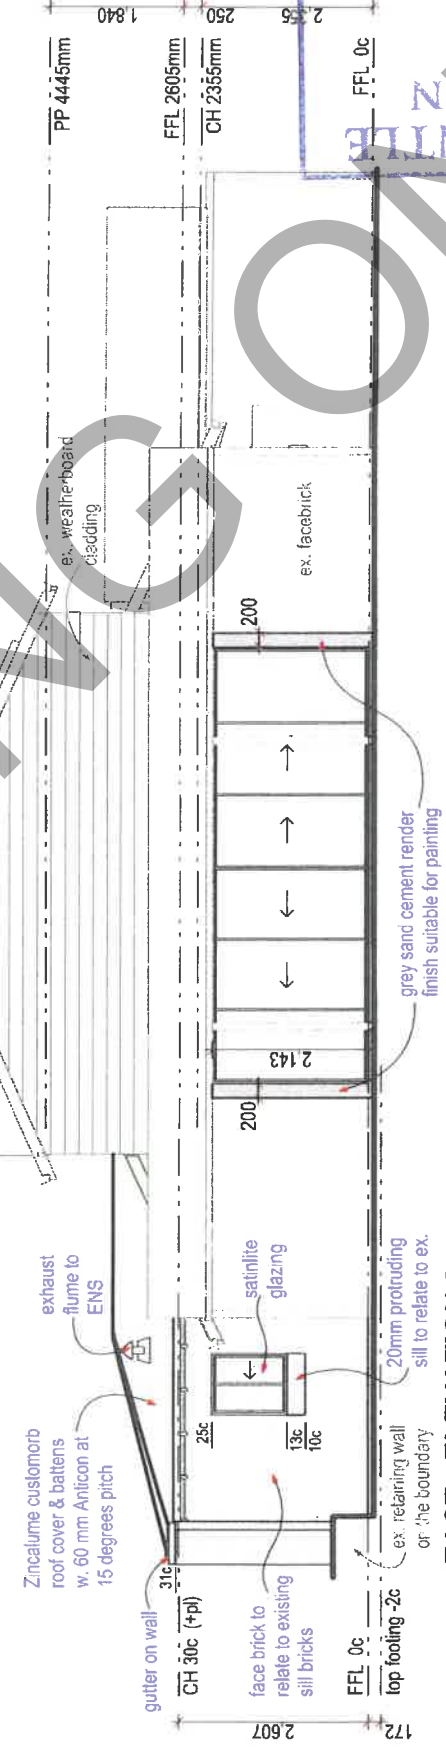 Zincalume customorb
roof cover & battens
w. 60 mm Anticon at
15 degrees pitch
exhaust
flume to
ENS
ex. weatherboard
cladding
PP 4445mm
1,840
FFL 2605mm
250
CH 2355mm
2,355
FFL 0c
gutter on wall
31c
CH 30c (+pl)
2,607
face brick to
relate to existing
sill bricks
FFL 0c
top footing -2c
172
25c
13c
10c
satinlite
glazing
20mm protruding
sill to relate to ex.
ex. retaining wall
on the boundary
200
2,143
200
ex. facebrick
grey sand cement render
finish suitable for painting